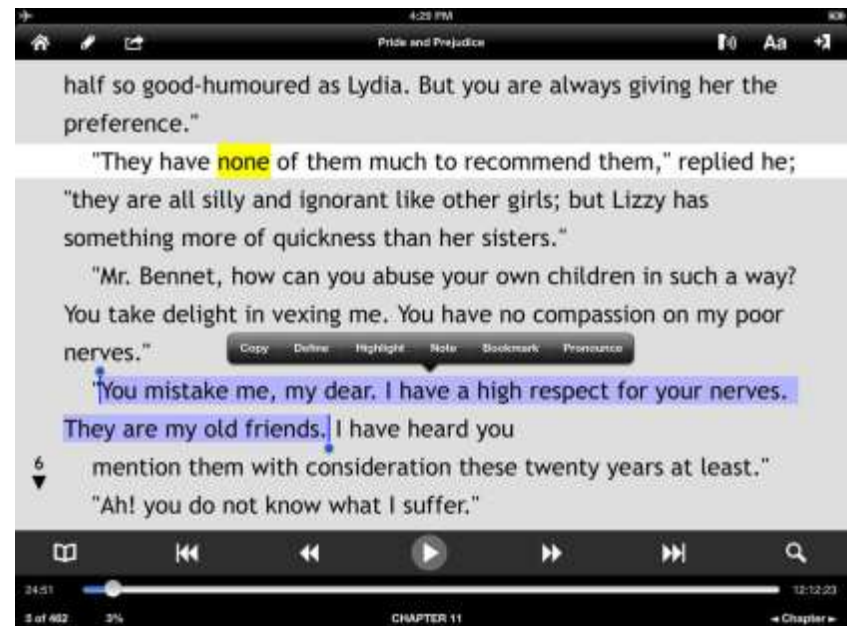 4:29 PM
Pride and Prejudice
Aa
half so good-humoured as Lydia. But you are always giving her the
preference."
"They have none of them much to recommend them," replied he;
"they are all silly and ignorant like other girls; but Lizzy has
something more of quickness than her sisters."
"Mr. Bennet, how can you abuse your own children in such a way?
You take delight in vexing me. You have no compassion on my poor
nerves."
Copy Define Highlight Note Bookmark Pronounce
"You mistake me, my dear. I have a high respect for your nerves.
They are my old friends. I have heard you
6
mention them with consideration these twenty years at least."
"Ah! you do not know what I suffer."
24:51 12:12:23
of 462 3% CHAPTER 11 Chapter